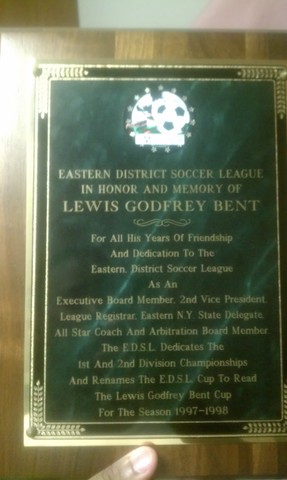 EASTERN DISTRICT SOCCER LEAGUE
IN HONOR AND MEMORY OF
LEWIS GODFREY BENT
For All His Years Of Friendship
And Dedication To The
Eastern District Soccer League
As An
Executive Board Member, 2nd Vice President,
League Registrar, Eastern N.Y. State Delegate,
All Star Coach And Arbitration Board Member.
The E.D.S.L. Dedicates The
1st And 2nd Division Championships
And Renames The E.D.S.L. Cup To Read
The Lewis Godfrey Bent Cup
For The Season 1997-1998